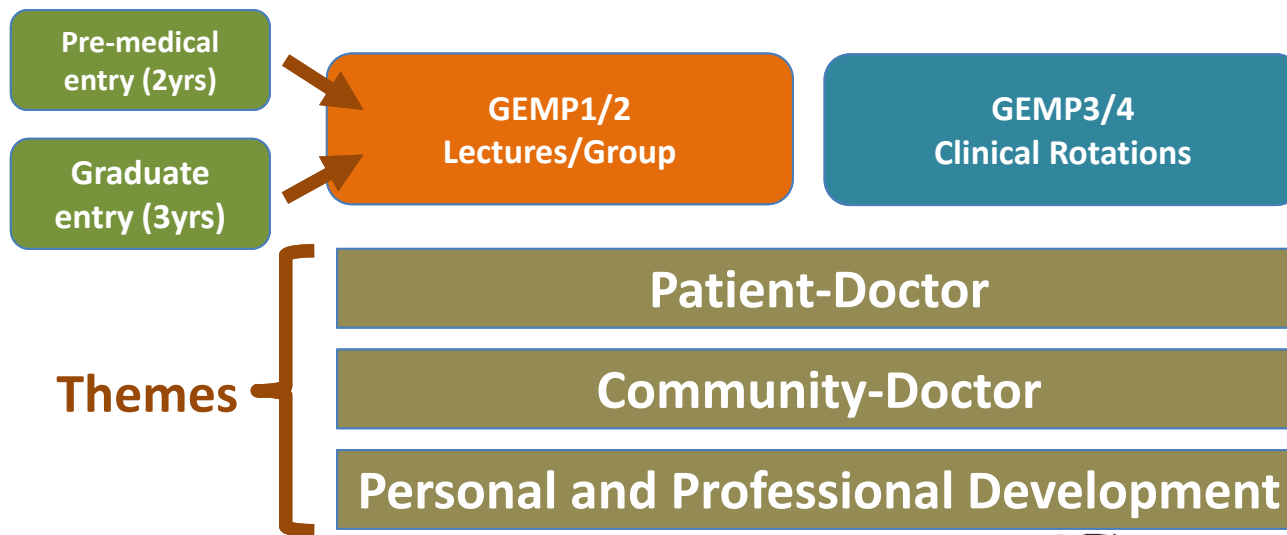 Pre-medical
entry (2yrs)
Graduate
entry (3yrs)
GEMP1/2
Lectures/Group
GEMP3/4
Clinical Rotations
Themes
Patient-Doctor
Community-Doctor
Personal and Professional Development